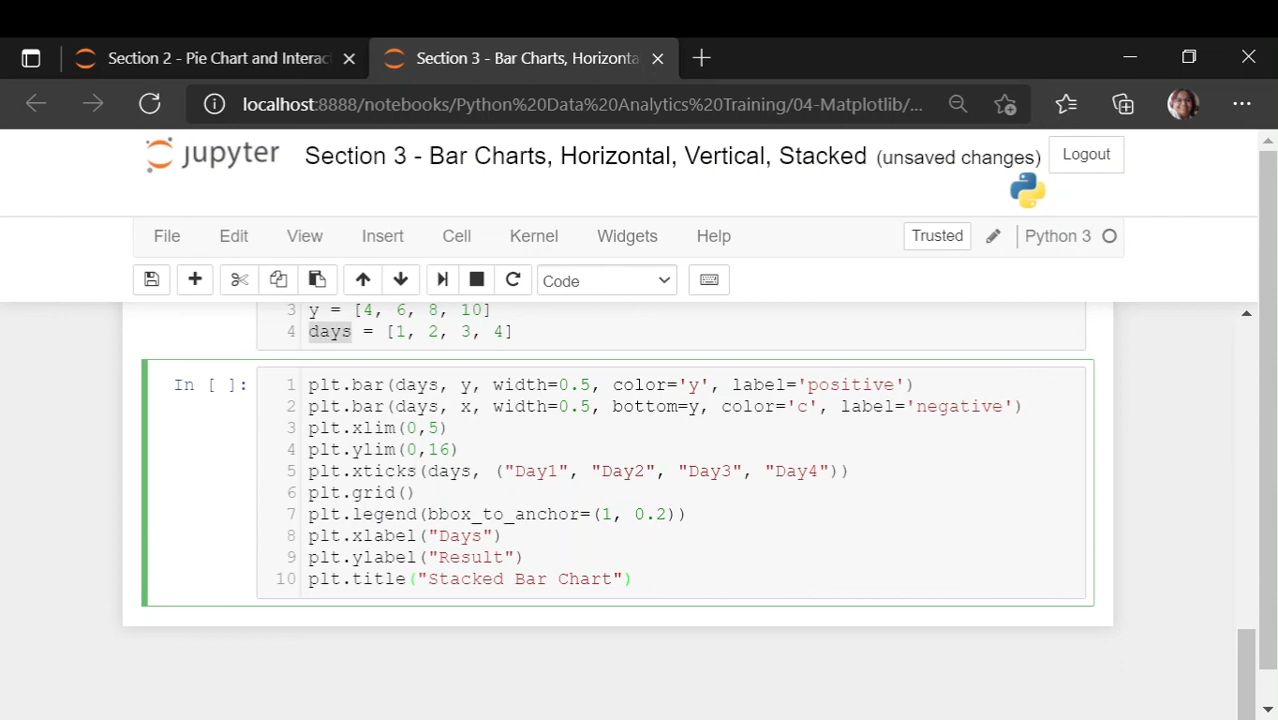 Section 2 - Pie Chart and Interac
Section 3 - Bar Charts, Horizonta
localhost:8888/notebooks/Python%20Data%20Analytics%20Training/04-Matplotlib/...
jupyter Section 3 - Bar Charts, Horizontal, Vertical, Stacked (unsaved changes) Logout
File Edit View Insert Cell Kernel Widgets Help Trusted Python 3
Code
3 y = [4, 6, 8, 10]
4 days = [1, 2, 3, 4]
In [ ]: 1 plt.bar(days, y, width=0.5, color='y', label='positive')
2 plt.bar(days, x, width=0.5, bottom=y, color='c', label='negative')
3 plt.xlim(0,5)
4 plt.ylim(0,16)
5 plt.xticks(days, ("Day1", "Day2", "Day3", "Day4"))
6 plt.grid()
7 plt.legend(bbox_to_anchor=(1, 0.2))
8 plt.xlabel("Days")
9 plt.ylabel("Result")
10 plt.title("Stacked Bar Chart")